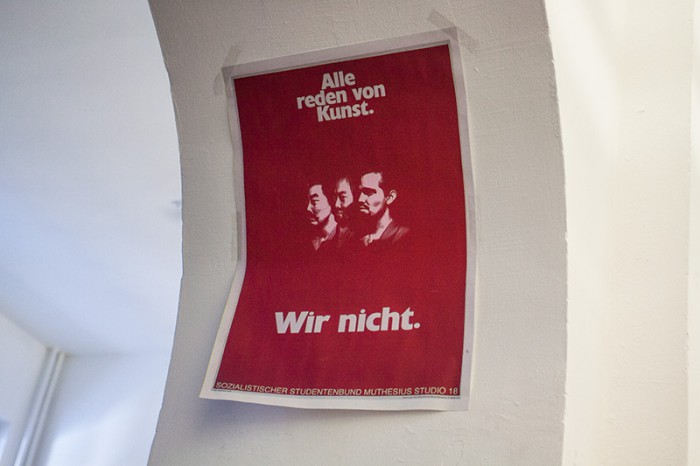 Alle
reden von
Kunst.
Wir nicht.
SOZIALISTISCHER STUDENTENBUND MUTHESIUS STUDIO 18